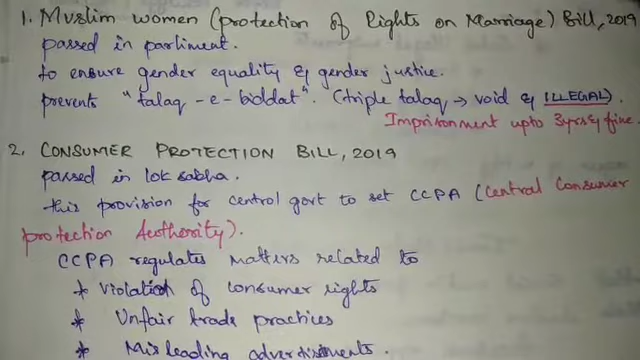 1. Muslim women (protection of Rights on Marriage) Bill, 2019
passed in parliment.
to ensure gender equality & gender justice.
prevents "talaq-e-biddat". (triple talaq → void & ILLEGAL).
Imprisonment upto 3yrs & fine.
2. CONSUMER PROTECTION BILL, 2019
passed in lok sabha.
this provision for central govt to set CCPA (Central Consumer
protection Authority).
CCPA regulates matters related to
* violation of consumer rights
* Unfair trade practices
* Misleading advertisments.